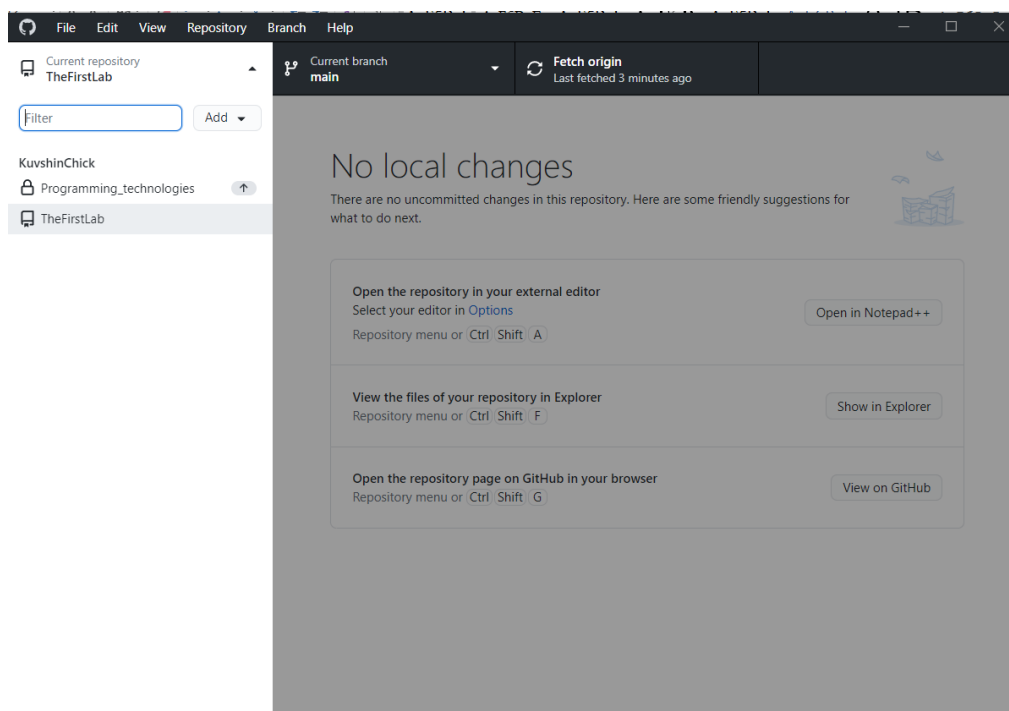 File Edit View Repository Branch Help
Current repository
TheFirstLab
Current branch
main
Fetch origin
Last fetched 3 minutes ago
Filter
Add
KuvshinChick
Programming_technologies
TheFirstLab
No local changes
There are no uncommitted changes in this repository. Here are some friendly suggestions for
what to do next.
Open the repository in your external editor
Select your editor in Options
Repository menu or Ctrl Shift A
Open in Notepad++
View the files of your repository in Explorer
Repository menu or Ctrl Shift F
Show in Explorer
Open the repository page on GitHub in your browser
Repository menu or Ctrl Shift G
View on GitHub